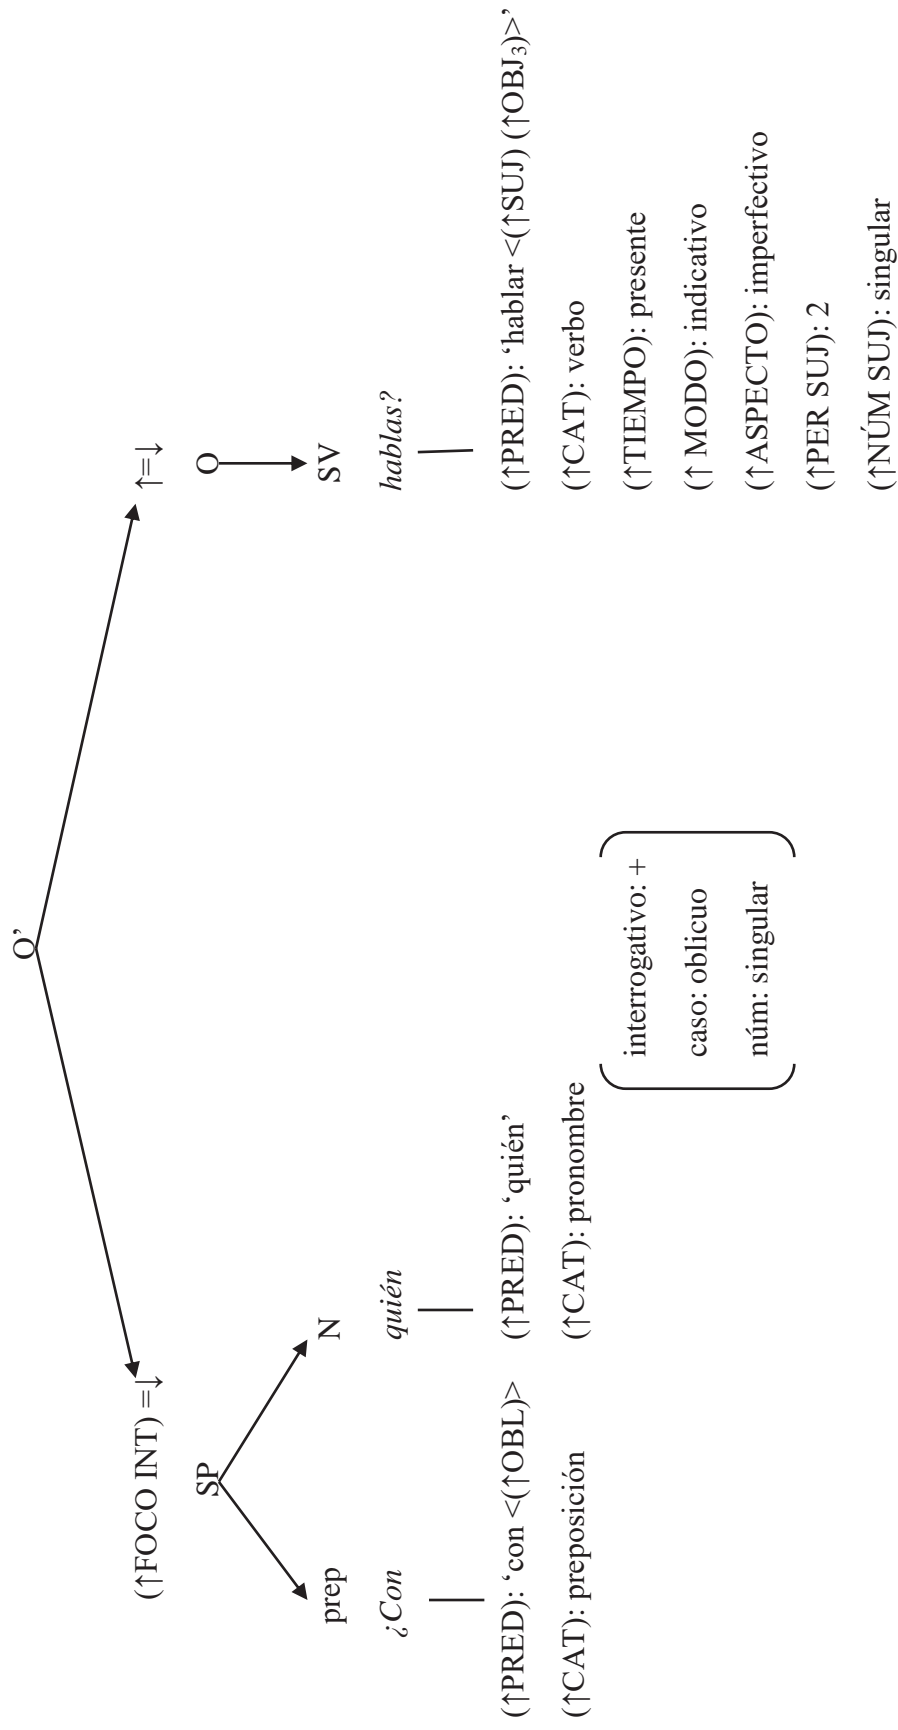 O’
(↑FOCO INT) =↓
↑=↓
SP
O
prep
N
SV
¿Con
quién
hablas?
(↑PRED): ‘con <(↑OBL)>
(↑CAT): preposición
(↑PRED): ‘quién’
(↑CAT): pronombre
interrogativo: +
caso: oblicuo
núm: singular
(↑PRED): ‘hablar <(↑SUJ) (↑OBJ₃)>’
(↑CAT): verbo
(↑TIEMPO): presente
(↑ MODO): indicativo
(↑ASPECTO): imperfectivo
(↑PER SUJ): 2
(↑NÚM SUJ): singular